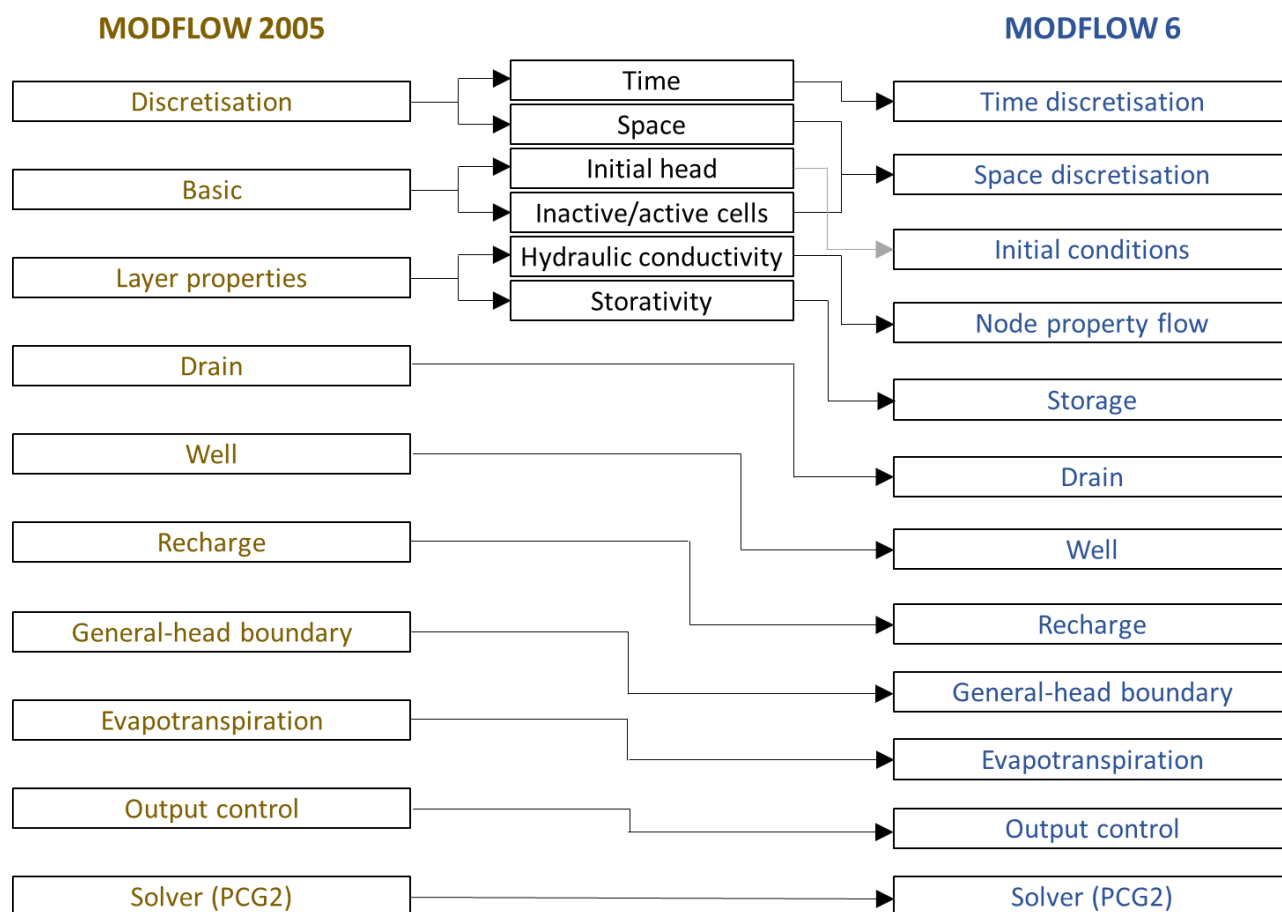 MODFLOW 2005
MODFLOW 6
Discretisation
Basic
Layer properties
Drain
Well
Recharge
General-head boundary
Evapotranspiration
Output control
Solver (PCG2)
Time
Space
Initial head
Inactive/active cells
Hydraulic conductivity
Storativity
Time discretisation
Space discretisation
Initial conditions
Node property flow
Storage
Drain
Well
Recharge
General-head boundary
Evapotranspiration
Output control
Solver (PCG2)